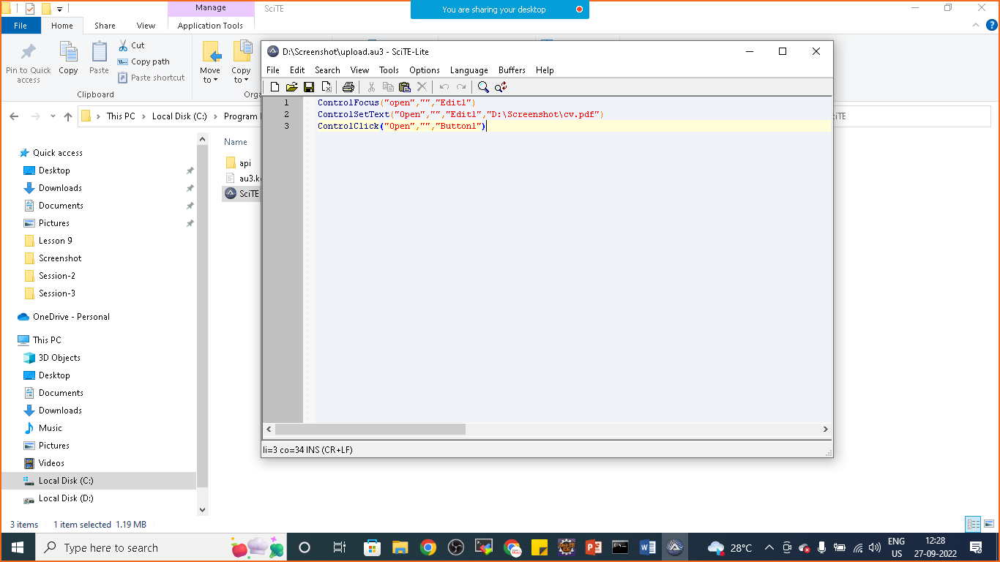 Manage
SciTE
You are sharing your desktop
File
Home
Share
View
Application Tools
Pin to Quick
access
Copy
Paste
Cut
Copy path
Paste shortcut
Move
to
Copy
to
Clipboard
Orga
This PC
Local Disk (C:)
Program
Quick access
Desktop
Downloads
Documents
Pictures
Lesson 9
Screenshot
Session-2
Session-3
OneDrive - Personal
This PC
3D Objects
Desktop
Documents
Downloads
Music
Pictures
Videos
Local Disk (C:)
Local Disk (D:)
Name
api
au3.k
SciTE
D:\Screenshot\upload.au3 - SciTE-Lite
File Edit Search View Tools Options Language Buffers Help
1 ControlFocus("open","","Edit1")
2 ControlSetText("Open","","Edit1","D:\Screenshot\cv.pdf")
3 ControlClick("Open","","Button1")
li=3 co=34 INS (CR+LF)
3 items 1 item selected 1.19 MB
Type here to search
28°C
ENG
US
12:28
27-09-2022